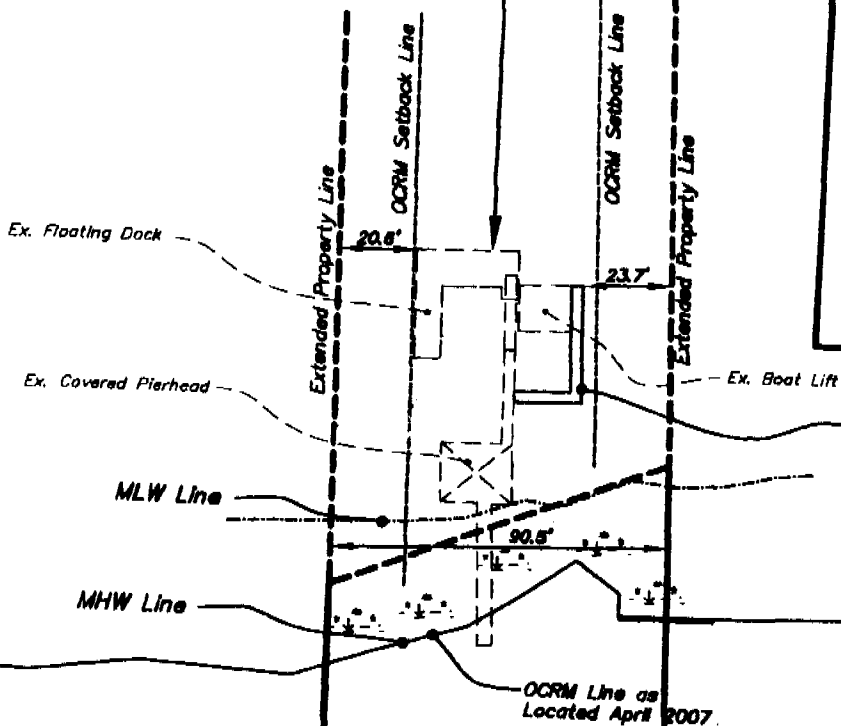 Extended Property Line
OCRM Setback Line
OCRM Setback Line
Extended Property Line
Ex. Floating Dock
20.6'
23.7'
Ex. Covered Pierhead
Ex. Boat Lift
MLW Line
90.5'
MHW Line
OCRM Line as
Located April 2007